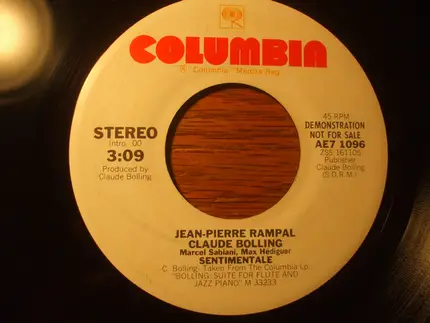 COLUMBIA
® "Columbia," Marcas Reg.
STEREO
Intro. 00
3:09
Produced by
Claude Bolling
45 RPM
DEMONSTRATION
NOT FOR SALE
AE7 1096
ZSS 161105
Publisher
Claude Bolling
(S.D.R.M.)
JEAN-PIERRE RAMPAL
CLAUDE BOLLING
Marcel Sabiani, Max Hediguer
SENTIMENTALE
C. Bolling- Taken From The Columbia Lp
"BOLLING: SUITE FOR FLUTE AND
JAZZ PIANO" M 33233